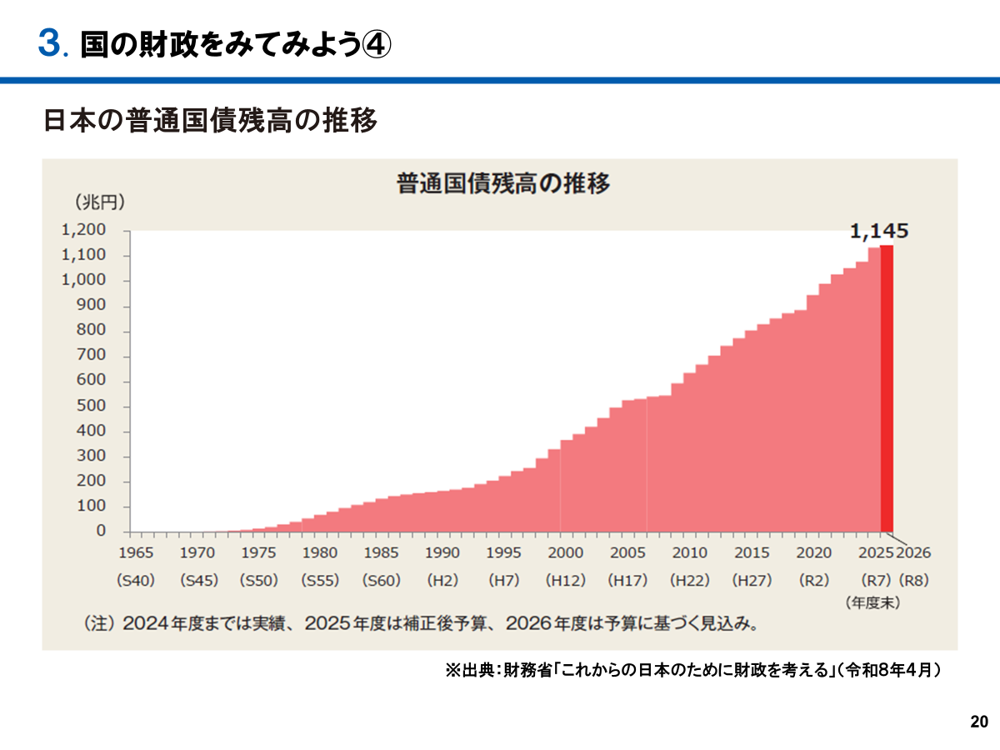 3. 国の財政をみてみよう④
日本の普通国債残高の推移
普通国債残高の推移
（兆円）
1,145
1,200
1,100
1,000
900
800
700
600
500
400
300
200
100
0
1965 1970 1975 1980 1985 1990 1995 2000 2005 2010 2015 2020 2025 2026
(S40) (S45) (S50) (S55) (S60) (H2) (H7) (H12) (H17) (H22) (H27) (R2) (R7) (R8)
（年度末）
（注）2024年度までは実績、2025年度は補正後予算、2026年度は予算に基づく見込み。
※出典：財務省「これからの日本のために財政を考える」（令和8年4月）
20